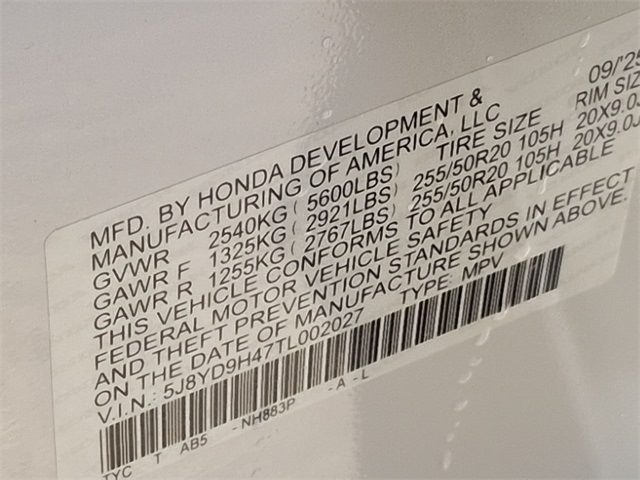 09/'25
MFD. BY HONDA DEVELOPMENT &
MANUFACTURING OF AMERICA, LLC
TIRE SIZE RIM SIZ
GVWR 2540KG ( 5600LBS)
GAWR F 1325KG ( 2921LBS) 255/50R20 105H 20X9.0J
GAWR R 1255KG ( 2767LBS) 255/50R20 105H 20X9.0J
THIS VEHICLE CONFORMS TO ALL APPLICABLE
FEDERAL MOTOR VEHICLE SAFETY
AND THEFT PREVENTION STANDARDS IN EFFECT
ON THE DATE OF MANUFACTURE SHOWN ABOVE.
V.I.N.: 5J8YD9H47TL002027 TYPE: MPV
TYC T AB5 -NH883P -A-L